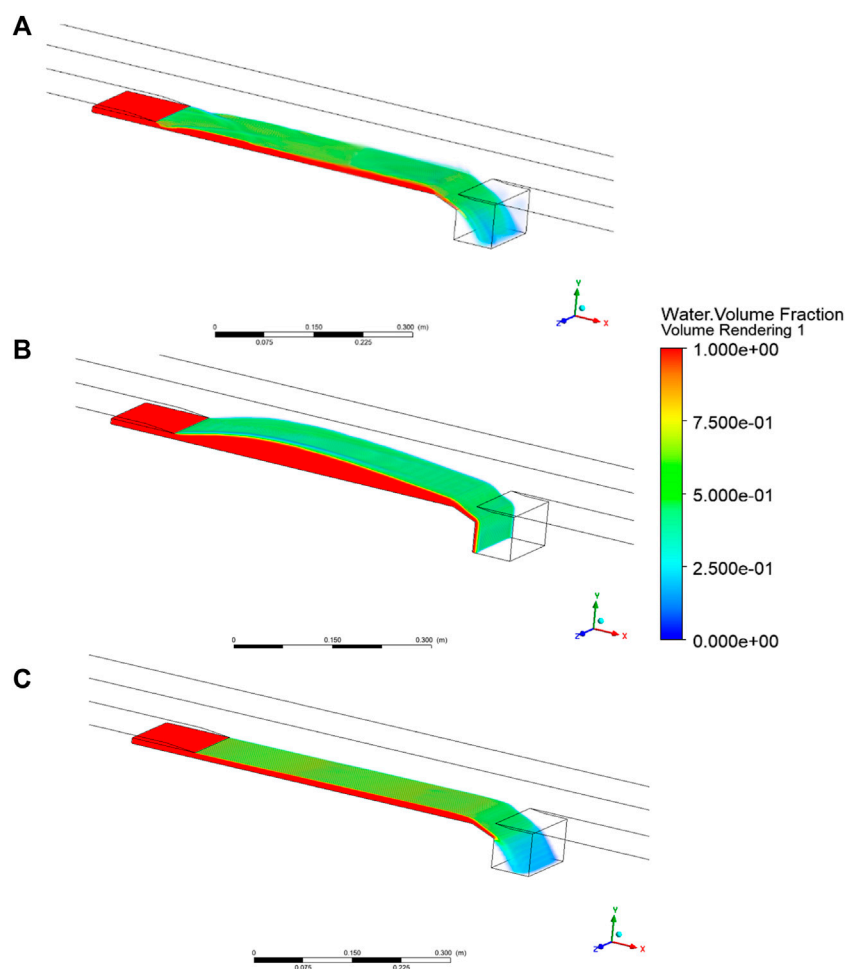 A
Y
Z
X
0
0.150
0.300 (m)
0.075
0.225
Water.Volume Fraction
Volume Rendering 1
1.000e+00
7.500e-01
5.000e-01
2.500e-01
0.000e+00
B
Y
Z
X
0
0.150
0.300 (m)
C
Y
Z
X
0
0.150
0.300 (m)
0.075
0.225